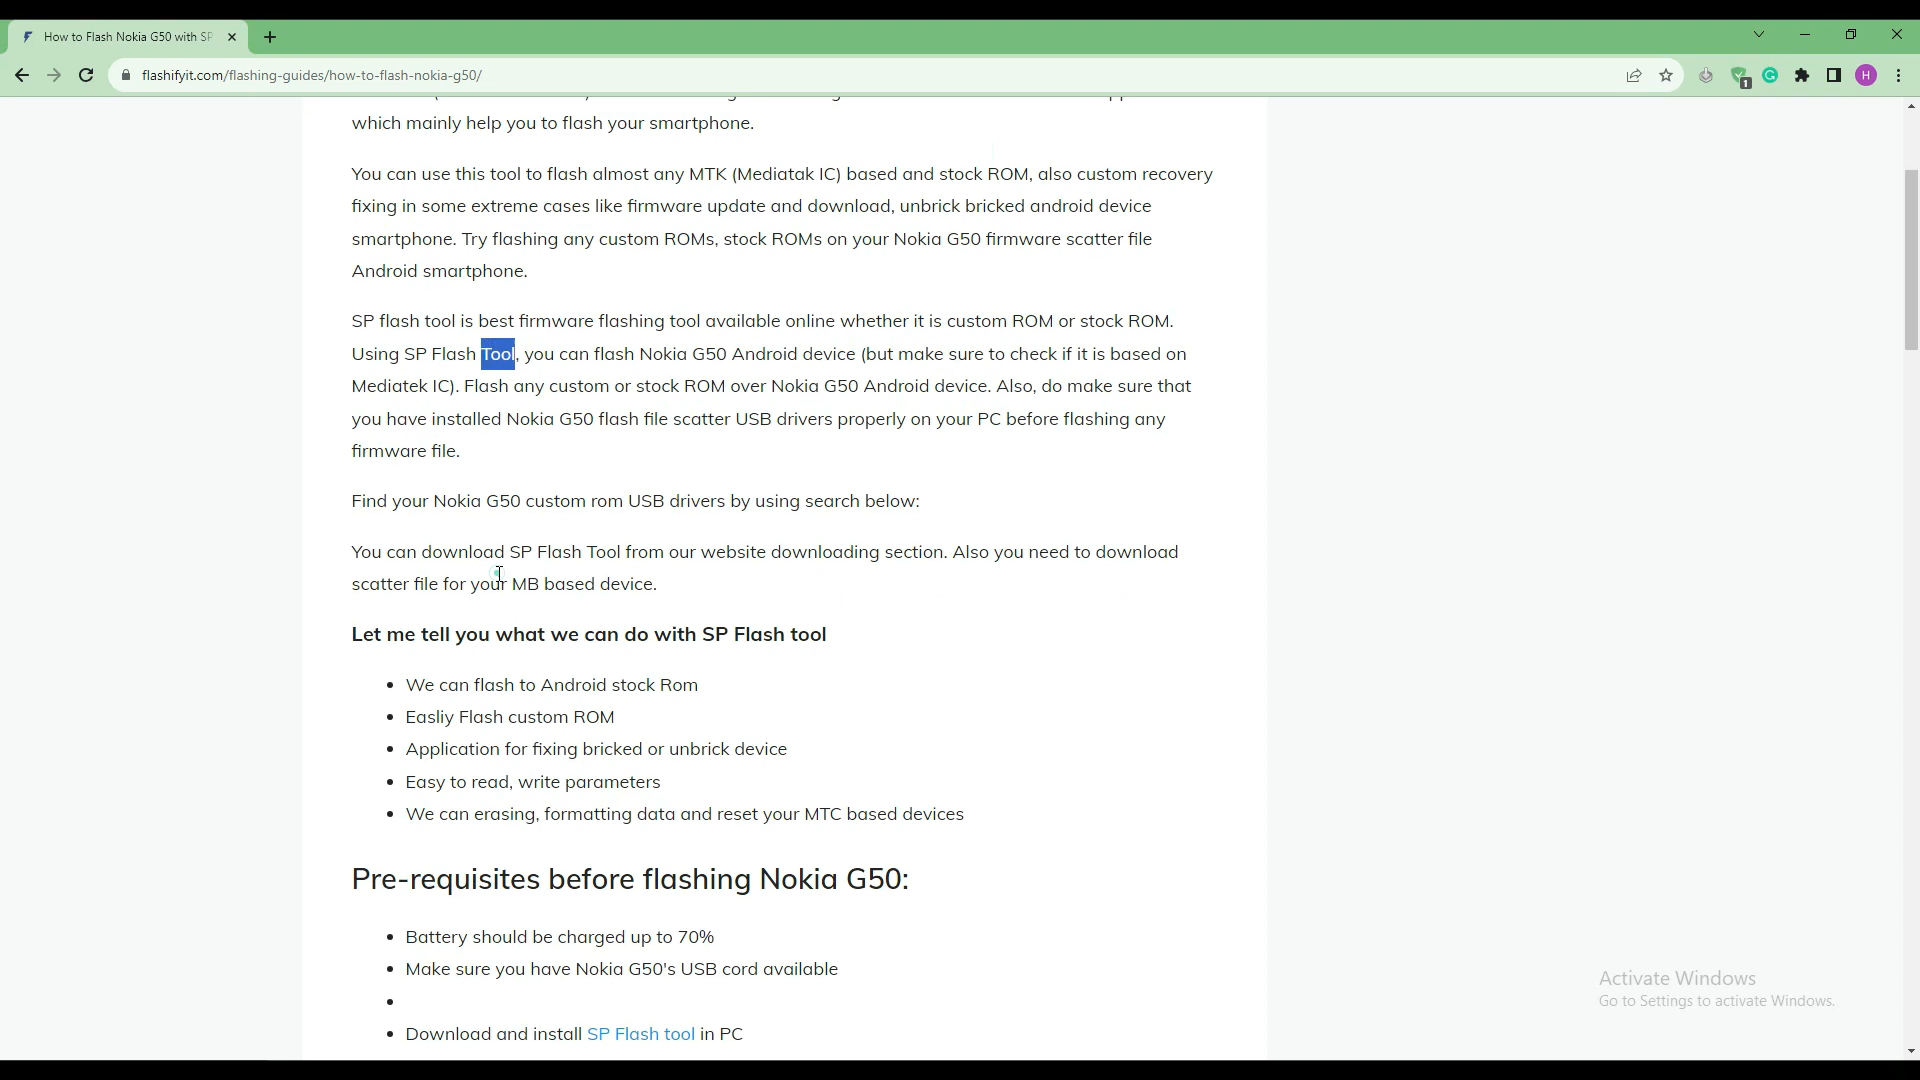 How to Flash Nokia G50 with SP
flashifyit.com/flashing-guides/how-to-flash-nokia-g50/
1
H
which mainly help you to flash your smartphone.
You can use this tool to flash almost any MTK (Mediatak IC) based and stock ROM, also custom recovery
fixing in some extreme cases like firmware update and download, unbrick bricked android device
smartphone. Try flashing any custom ROMs, stock ROMs on your Nokia G50 firmware scatter file
Android smartphone.
SP flash tool is best firmware flashing tool available online whether it is custom ROM or stock ROM.
Using SP Flash Tool, you can flash Nokia G50 Android device (but make sure to check if it is based on
Mediatek IC). Flash any custom or stock ROM over Nokia G50 Android device. Also, do make sure that
you have installed Nokia G50 flash file scatter USB drivers properly on your PC before flashing any
firmware file.
Find your Nokia G50 custom rom USB drivers by using search below:
You can download SP Flash Tool from our website downloading section. Also you need to download
scatter file for your MB based device.
Let me tell you what we can do with SP Flash tool
• We can flash to Android stock Rom
• Easliy Flash custom ROM
• Application for fixing bricked or unbrick device
• Easy to read, write parameters
• We can erasing, formatting data and reset your MTC based devices
Pre-requisites before flashing Nokia G50:
• Battery should be charged up to 70%
• Make sure you have Nokia G50's USB cord available
•
• Download and install SP Flash tool in PC
Activate Windows
Go to Settings to activate Windows.